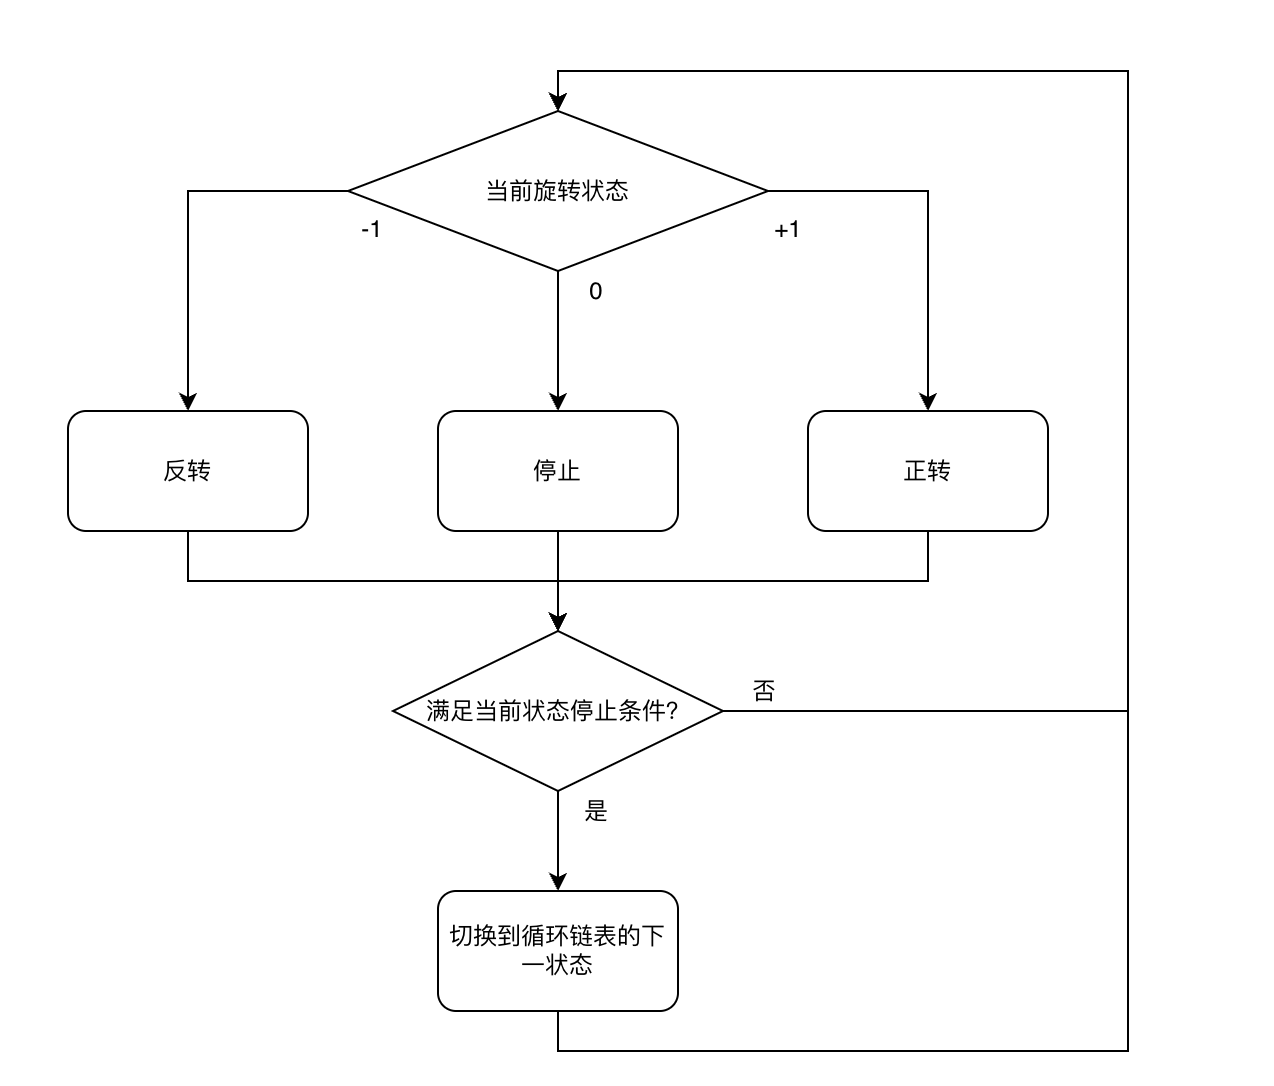 当前旋转状态
-1
+1
0
反转
停止
正转
否
满足当前状态停止条件?
是
切换到循环链表的下
一状态